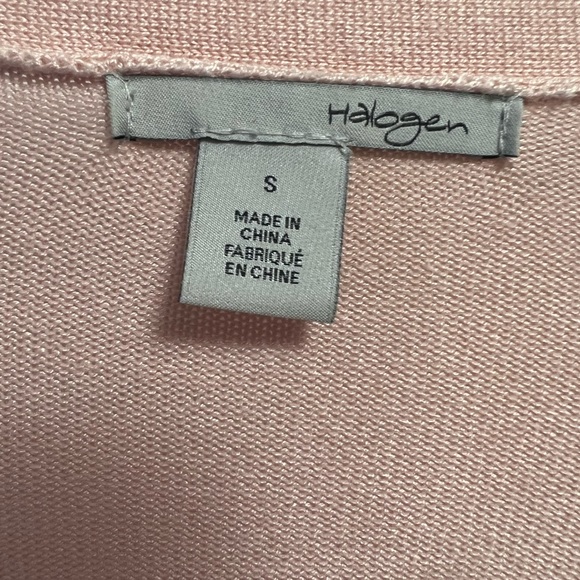 Halogen
S
MADE IN
CHINA
FABRIQUÉ
EN CHINE